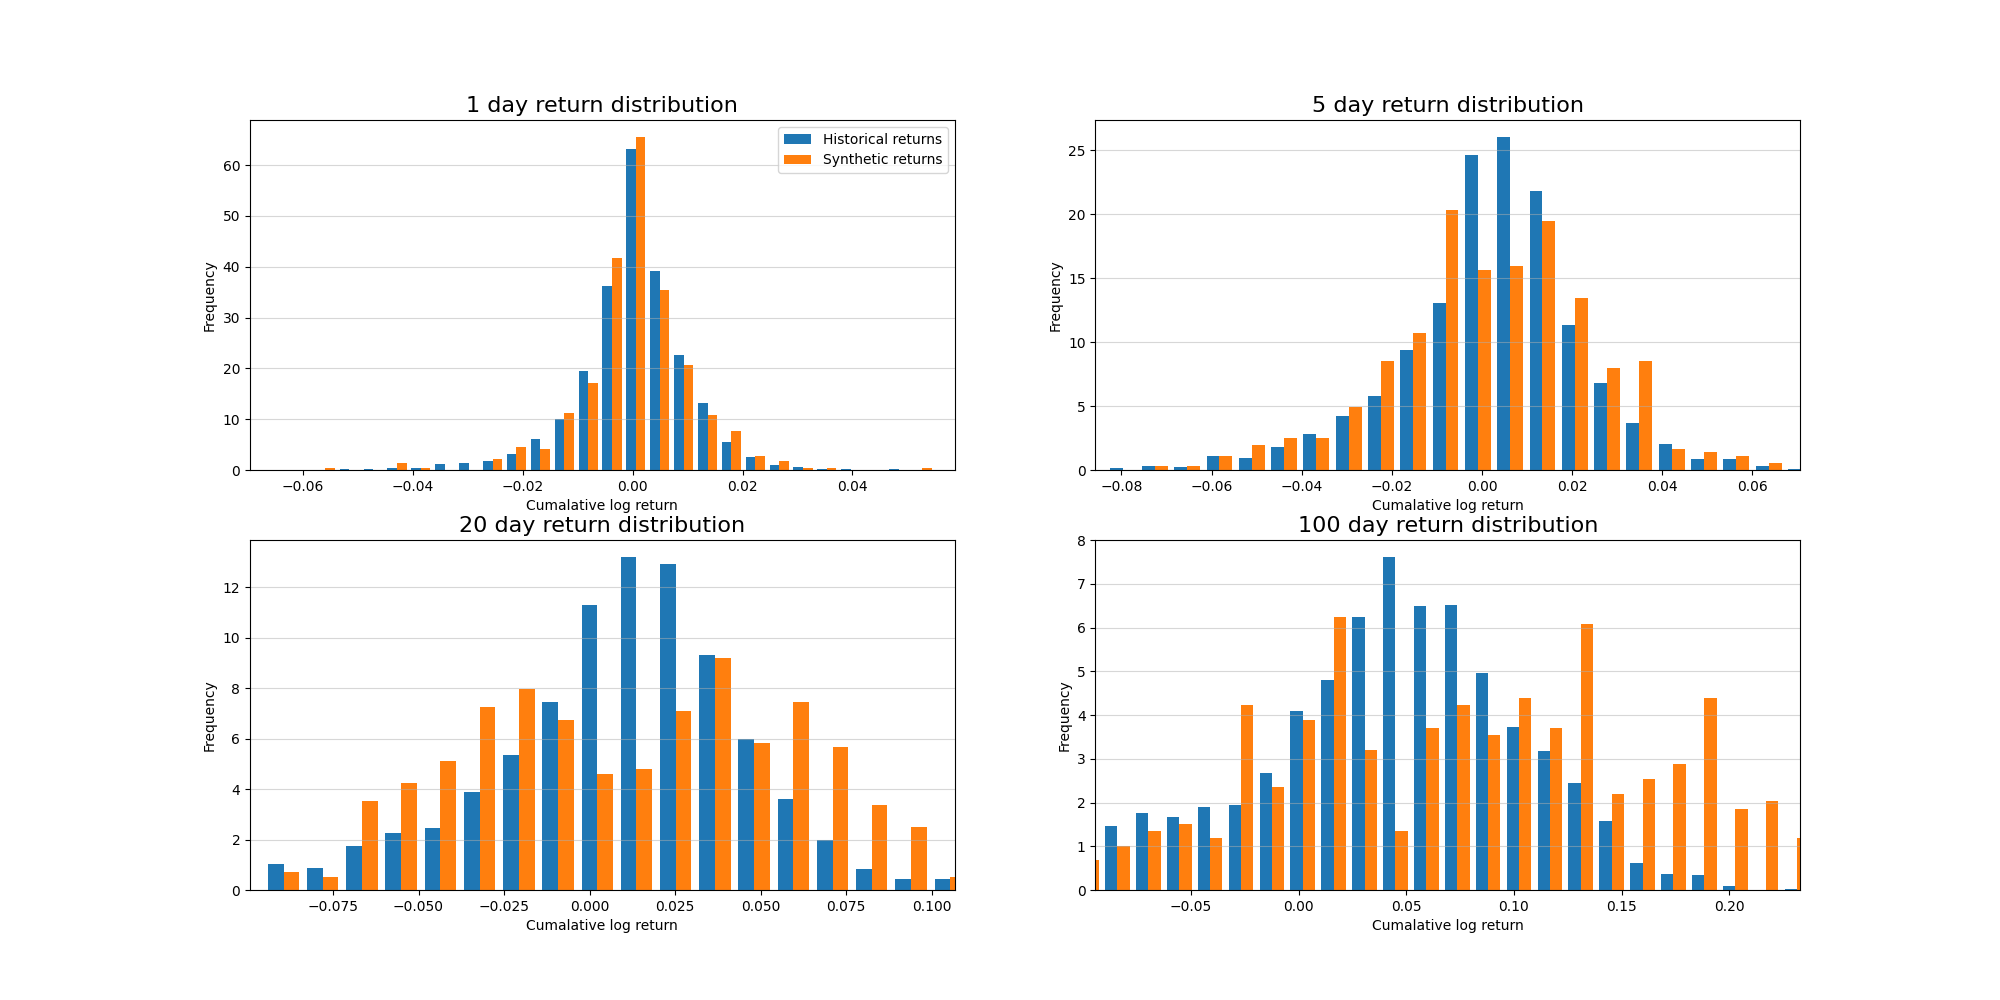 1 day return distribution
Historical returns
Synthetic returns
Frequency
60
50
40
30
20
10
0
−0.06 −0.04 −0.02 0.00 0.02 0.04
Cumalative log return
5 day return distribution
Frequency
25
20
15
10
5
0
−0.08 −0.06 −0.04 −0.02 0.00 0.02 0.04 0.06
Cumalative log return
20 day return distribution
Frequency
12
10
8
6
4
2
0
−0.075 −0.050 −0.025 0.000 0.025 0.050 0.075 0.100
Cumalative log return
100 day return distribution
Frequency
8
7
6
5
4
3
2
1
0
−0.05 0.00 0.05 0.10 0.15 0.20
Cumalative log return